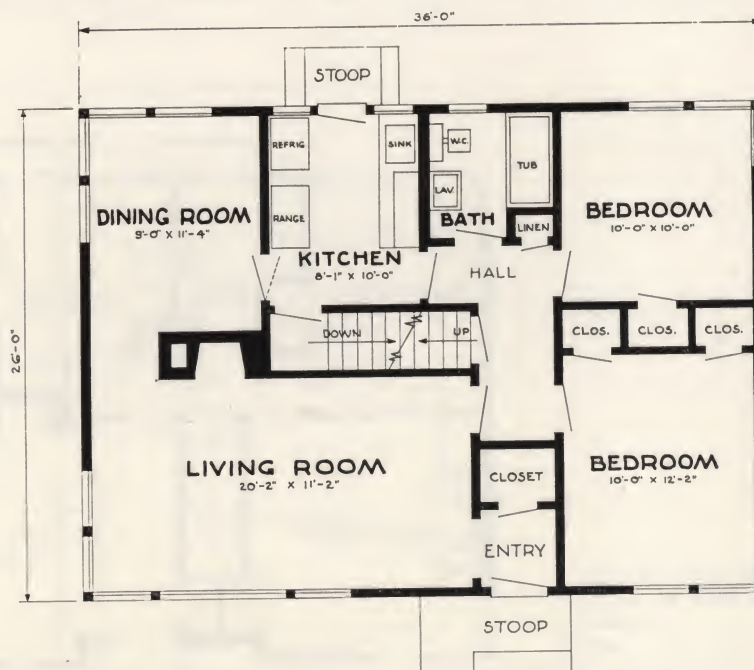 36'-0"
STOOP
REFRIG.
SINK
W.C.
TUB
LAV.
RANGE
DINING ROOM
9'-0" X 11'-4"
BATH
LINEN
BEDROOM
10'-0" X 10'-0"
KITCHEN
8'-1" X 10'-0"
HALL
26'-0"
DOWN
UP
CLOS.
CLOS.
CLOS.
LIVING ROOM
20'-2" X 11'-2"
CLOSET
BEDROOM
10'-0" X 12'-2"
ENTRY
STOOP